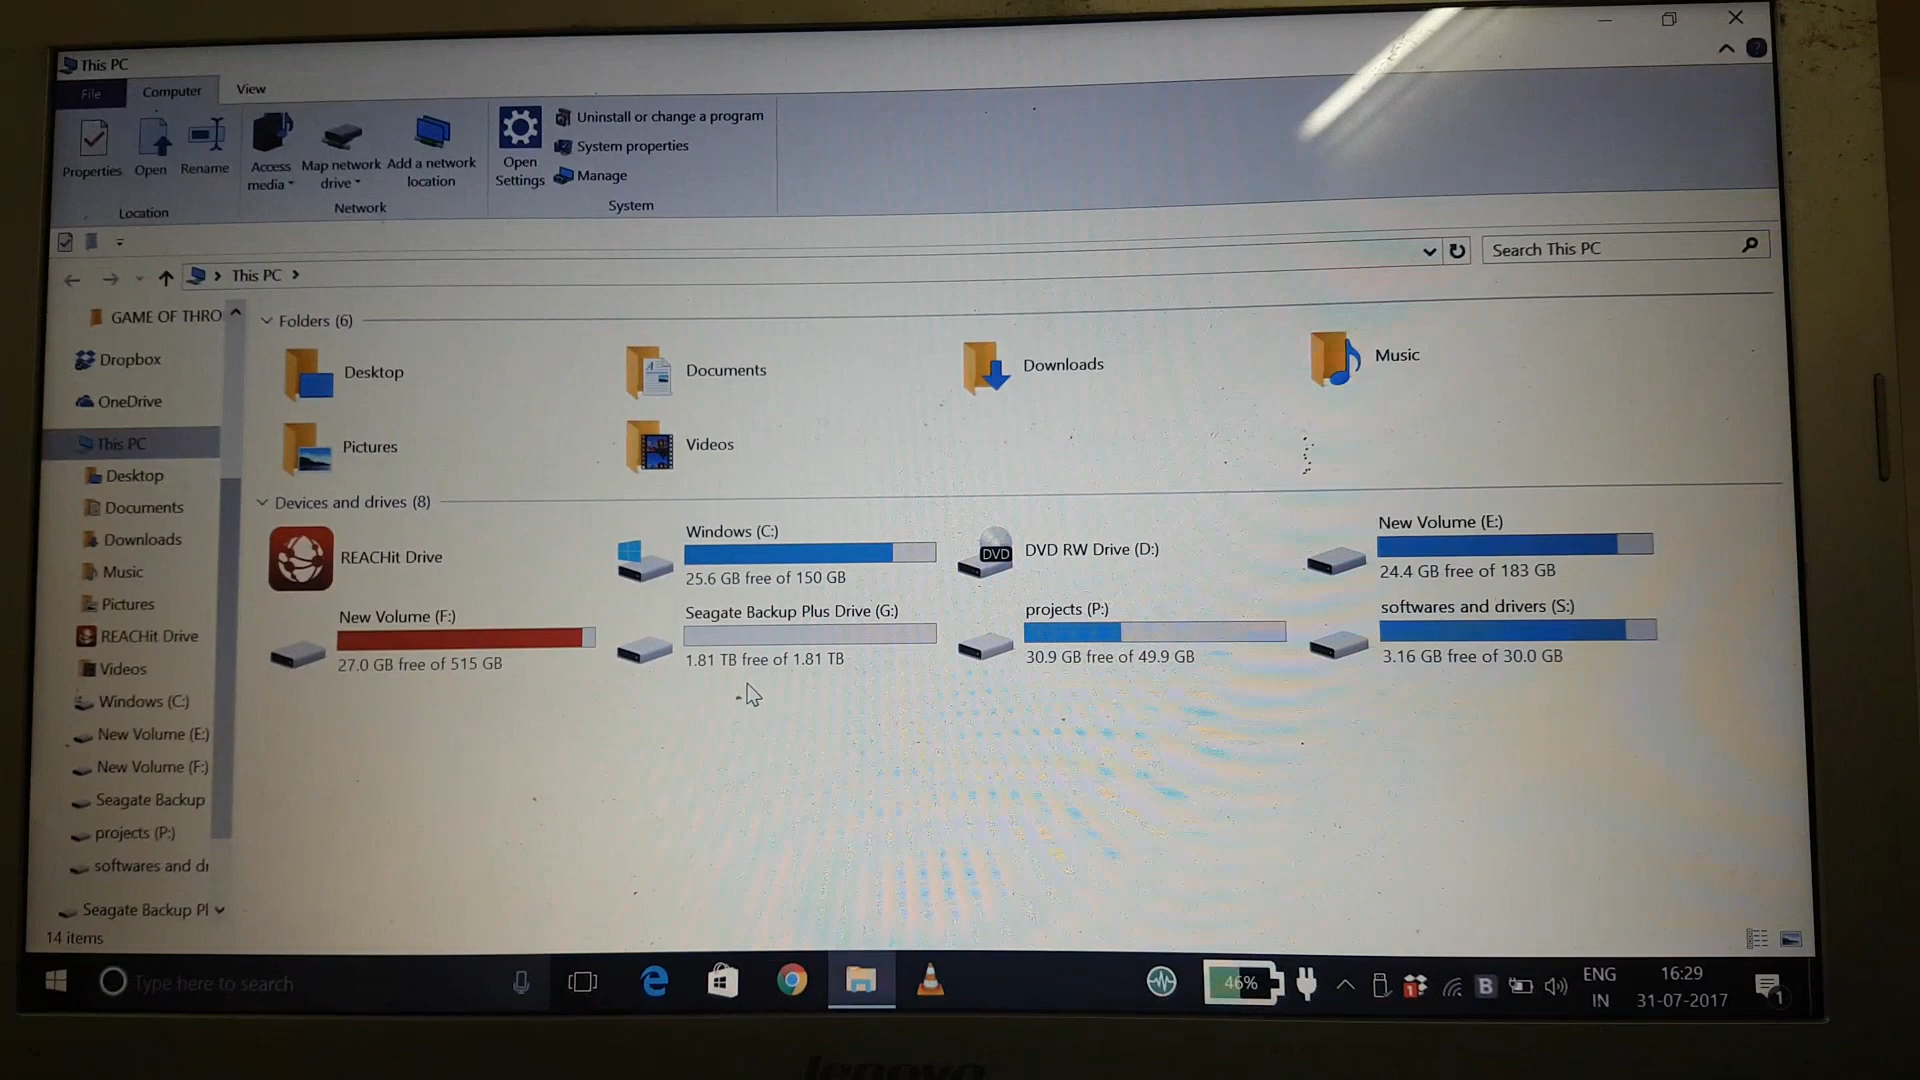 This PC
File
Computer
View
Properties
Open
Rename
Access media
Map network drive
Add a network location
Open Settings
Uninstall or change a program
System properties
Manage
Location
Network
System
This PC
Search This PC
GAME OF THRO
Dropbox
OneDrive
This PC
Desktop
Documents
Downloads
Music
Pictures
REACHit Drive
Videos
Windows (C:)
New Volume (E:)
New Volume (F:)
Seagate Backup
projects (P:)
softwares and dr
Seagate Backup Pl
Folders (6)
Desktop
Documents
Downloads
Music
Pictures
Videos
Devices and drives (8)
REACHit Drive
Windows (C:)
25.6 GB free of 150 GB
DVD
DVD RW Drive (D:)
New Volume (E:)
24.4 GB free of 183 GB
New Volume (F:)
27.0 GB free of 515 GB
Seagate Backup Plus Drive (G:)
1.81 TB free of 1.81 TB
projects (P:)
30.9 GB free of 49.9 GB
softwares and drivers (S:)
3.16 GB free of 30.0 GB
14 items
Type here to search
46%
1
B
ENG
IN
16:29
31-07-2017
1
lenovo